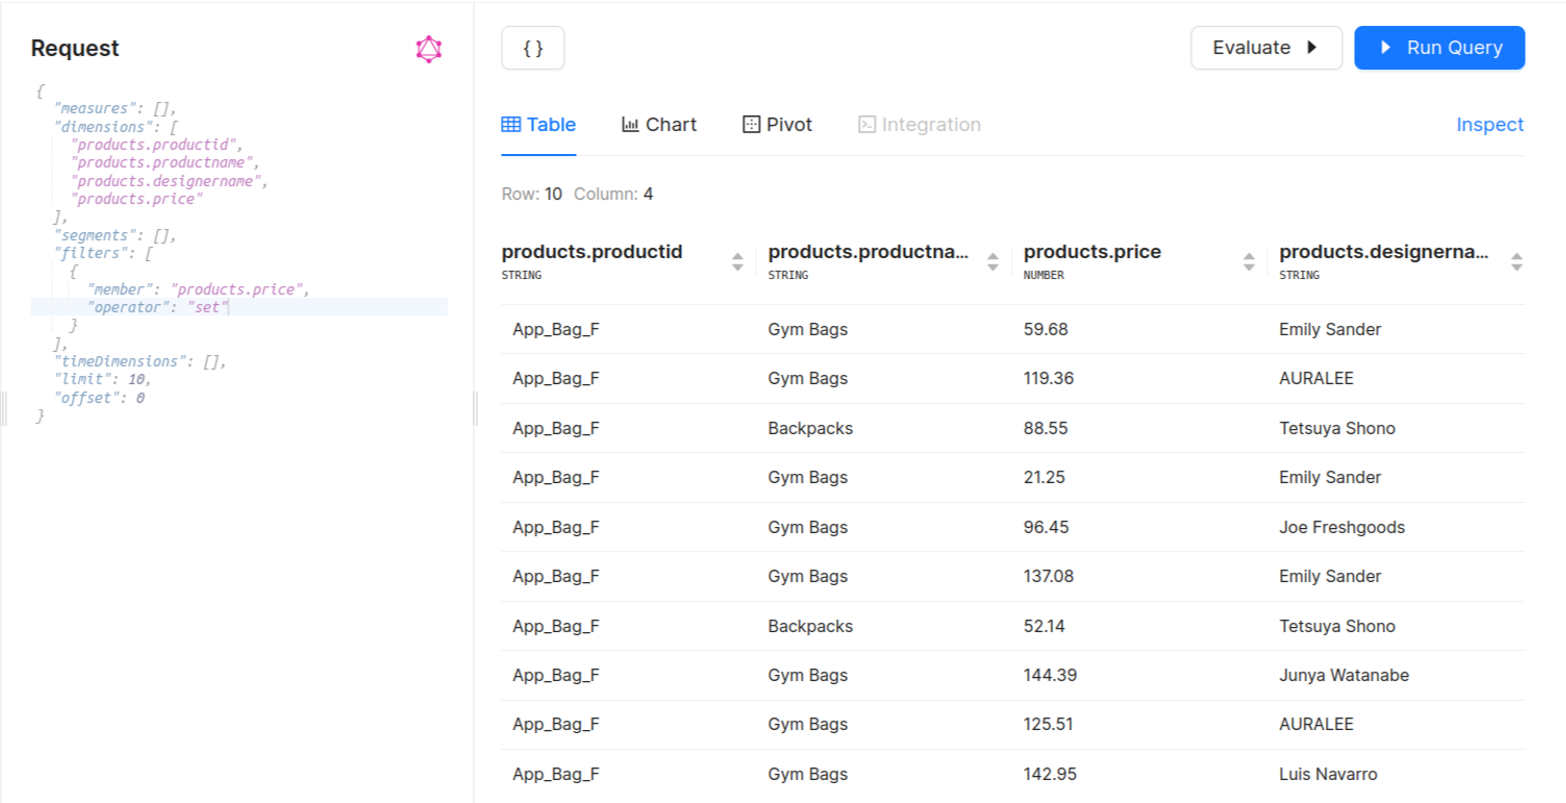 Request
{
"measures": [],
"dimensions": [
"products.productid",
"products.productname",
"products.designername",
"products.price"
],
"segments": [],
"filters": [
{
"member": "products.price",
"operator": "set"
}
],
"timeDimensions": [],
"limit": 10,
"offset": 0
}
{ } Evaluate Run Query
Table Chart Pivot Integration Inspect
Row: 10 Column: 4
products.productid products.productna... products.price products.designerna...
STRING STRING NUMBER STRING
App_Bag_F Gym Bags 59.68 Emily Sander
App_Bag_F Gym Bags 119.36 AURALEE
App_Bag_F Backpacks 88.55 Tetsuya Shono
App_Bag_F Gym Bags 21.25 Emily Sander
App_Bag_F Gym Bags 96.45 Joe Freshgoods
App_Bag_F Gym Bags 137.08 Emily Sander
App_Bag_F Backpacks 52.14 Tetsuya Shono
App_Bag_F Gym Bags 144.39 Junya Watanabe
App_Bag_F Gym Bags 125.51 AURALEE
App_Bag_F Gym Bags 142.95 Luis Navarro